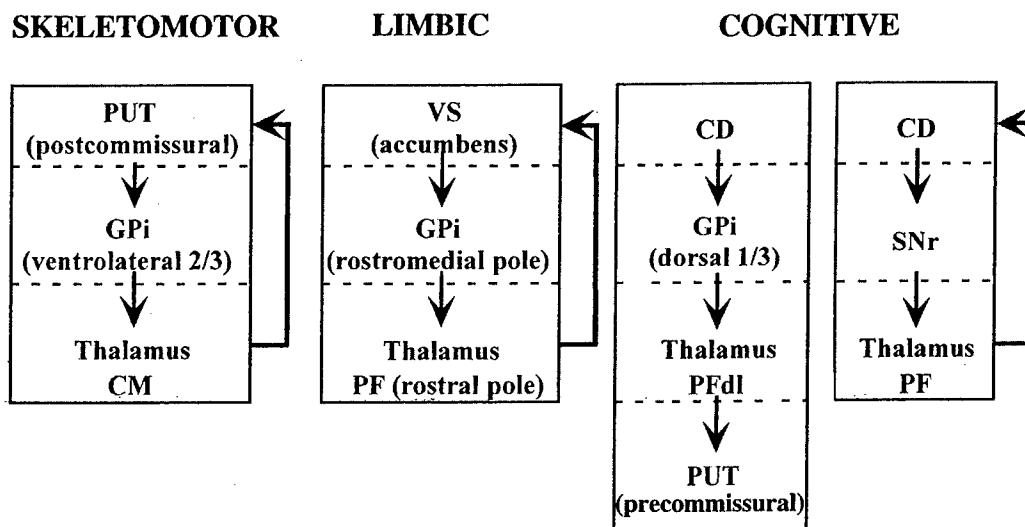 SKELETOMOTOR
LIMBIC
COGNITIVE
PUT
(postcommissural)
GPi
(ventrolateral 2/3)
Thalamus
CM
VS
(accumbens)
GPi
(rostromedial pole)
Thalamus
PF (rostral pole)
CD
GPi
(dorsal 1/3)
Thalamus
PFdl
PUT
(precommissural)
CD
SNr
Thalamus
PF